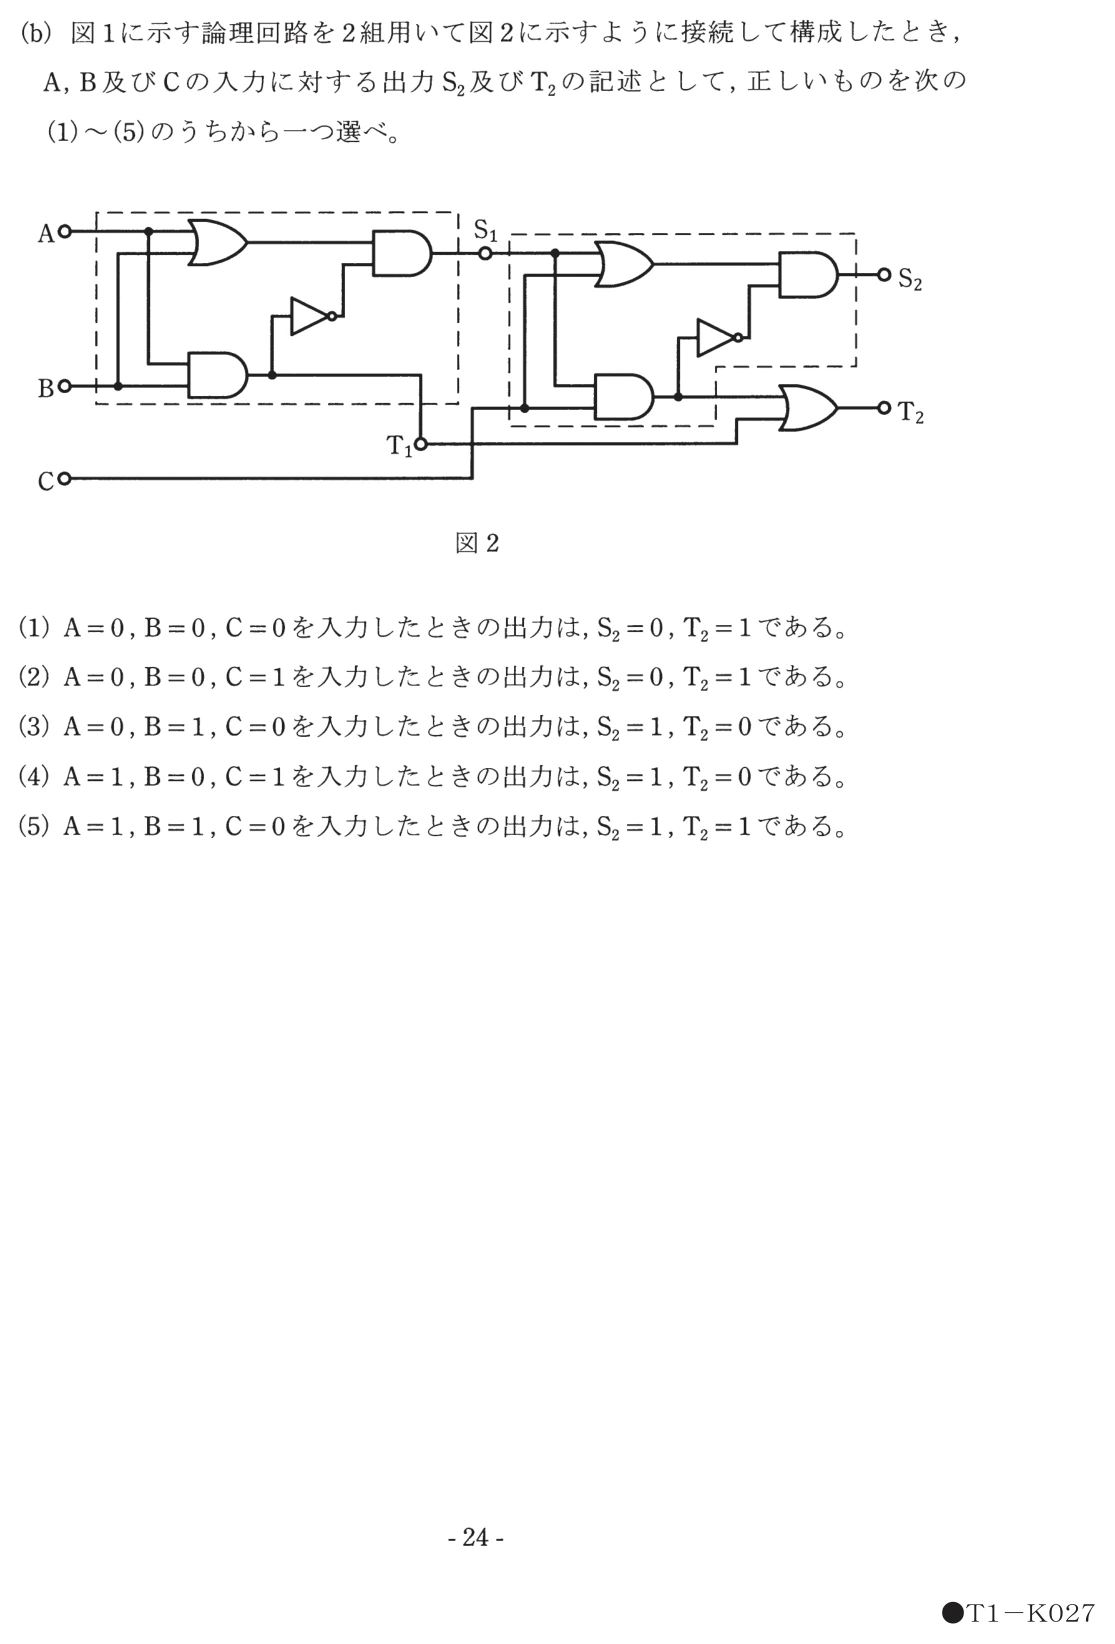 (b) 図1に示す論理回路を2組用いて図2に示すように接続して構成したとき,
A, B及びCの入力に対する出力S₂及びT₂の記述として, 正しいものを次の
(1)～(5)のうちから一つ選べ。
A
B
C
S₁
T₁
S₂
T₂
図2
(1) A=0, B=0, C=0を入力したときの出力は, S₂=0, T₂=1である。
(2) A=0, B=0, C=1を入力したときの出力は, S₂=0, T₂=1である。
(3) A=0, B=1, C=0を入力したときの出力は, S₂=1, T₂=0である。
(4) A=1, B=0, C=1を入力したときの出力は, S₂=1, T₂=0である。
(5) A=1, B=1, C=0を入力したときの出力は, S₂=1, T₂=1である。
- 24 -
●T1－K027